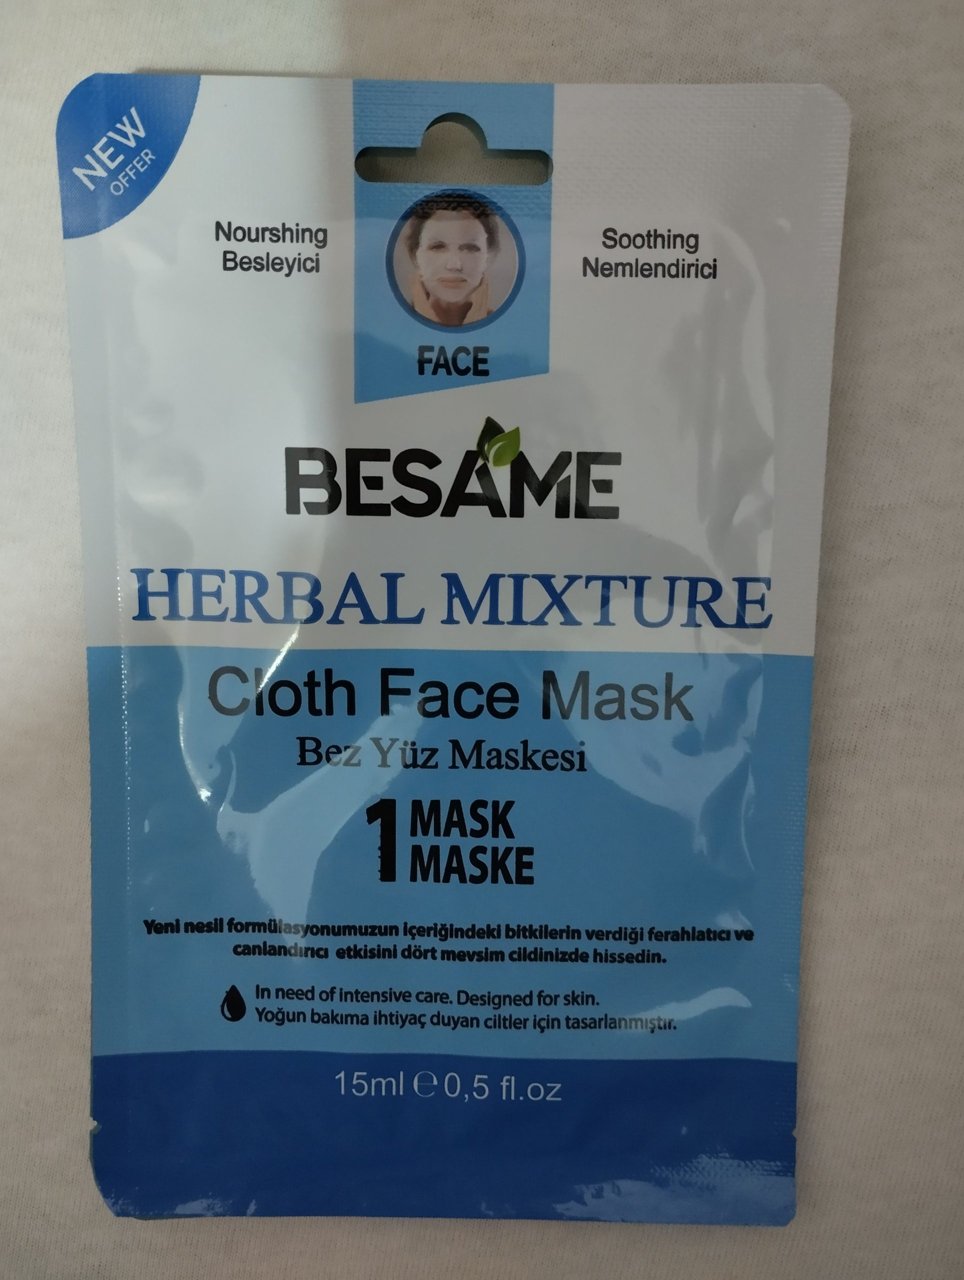 NEW
OFFER
Nourshing
Besleyici
Soothing
Nemlendirici
FACE
BESAME
HERBAL MIXTURE
Cloth Face Mask
Bez Yüz Maskesi
1 MASK
MASKE
Yeni nesil formülasyonumuzun içeriğindeki bitkilerin verdiği ferahlatıcı ve
canlandırıcı etkisini dört mevsim cildinizde hissedin.
In need of intensive care. Designed for skin.
Yoğun bakıma ihtiyaç duyan ciltler için tasarlanmıştır.
15ml ℮ 0,5 fl.oz